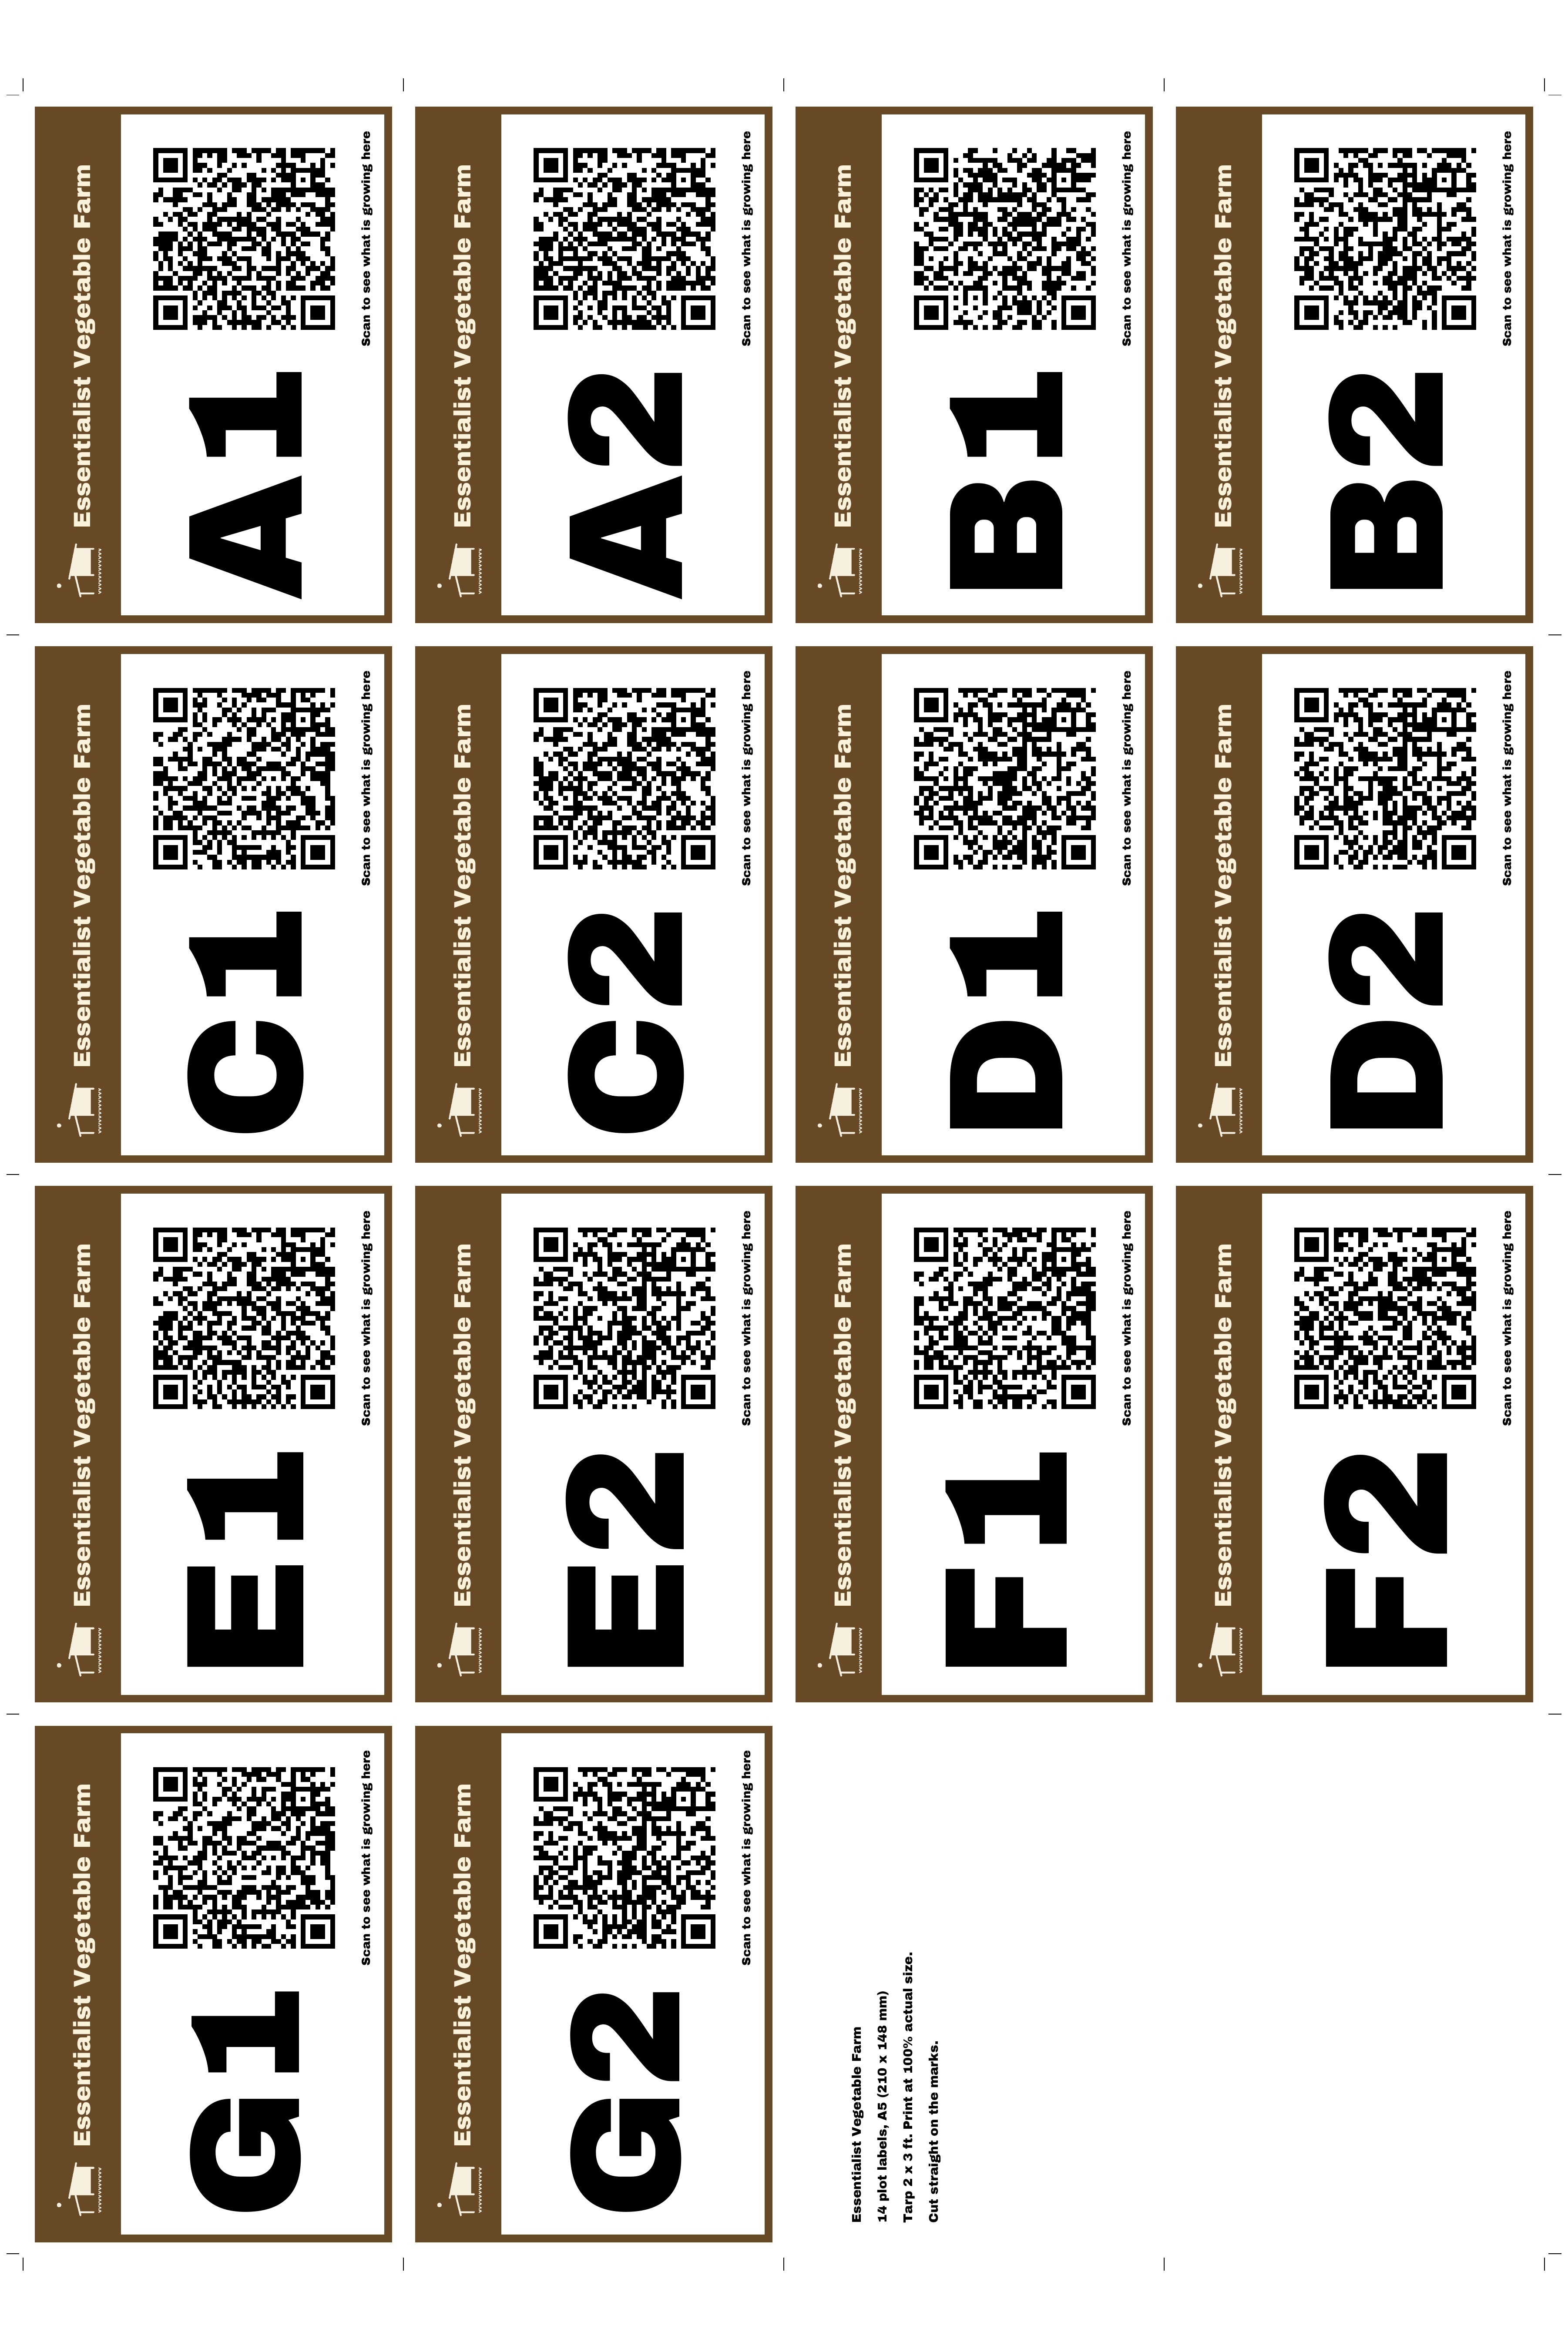 Essentialist Vegetable Farm
A1
Scan to see what is growing here
Essentialist Vegetable Farm
A2
Scan to see what is growing here
Essentialist Vegetable Farm
B1
Scan to see what is growing here
Essentialist Vegetable Farm
B2
Scan to see what is growing here
Essentialist Vegetable Farm
C1
Scan to see what is growing here
Essentialist Vegetable Farm
C2
Scan to see what is growing here
Essentialist Vegetable Farm
D1
Scan to see what is growing here
Essentialist Vegetable Farm
D2
Scan to see what is growing here
Essentialist Vegetable Farm
E1
Scan to see what is growing here
Essentialist Vegetable Farm
E2
Scan to see what is growing here
Essentialist Vegetable Farm
F1
Scan to see what is growing here
Essentialist Vegetable Farm
F2
Scan to see what is growing here
Essentialist Vegetable Farm
G1
Scan to see what is growing here
Essentialist Vegetable Farm
G2
Scan to see what is growing here
Essentialist Vegetable Farm
14 plot labels, A5 (210 x 148 mm)
Tarp 2 x 3 ft. Print at 100% actual size.
Cut straight on the marks.